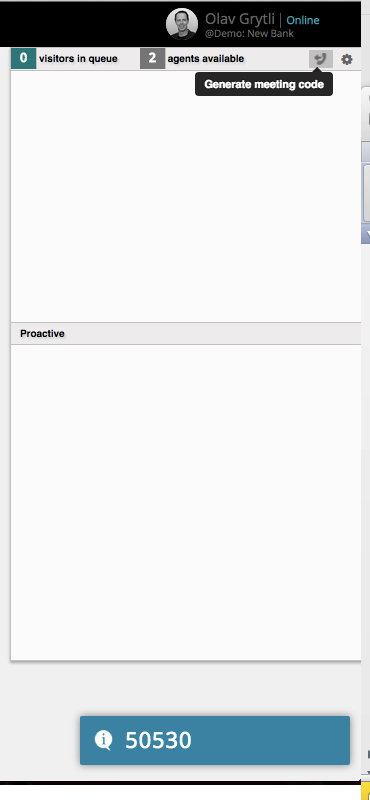 Olav Grytli | Online
@Demo: New Bank
0 visitors in queue 2 agents available
Generate meeting code
Proactive
50530